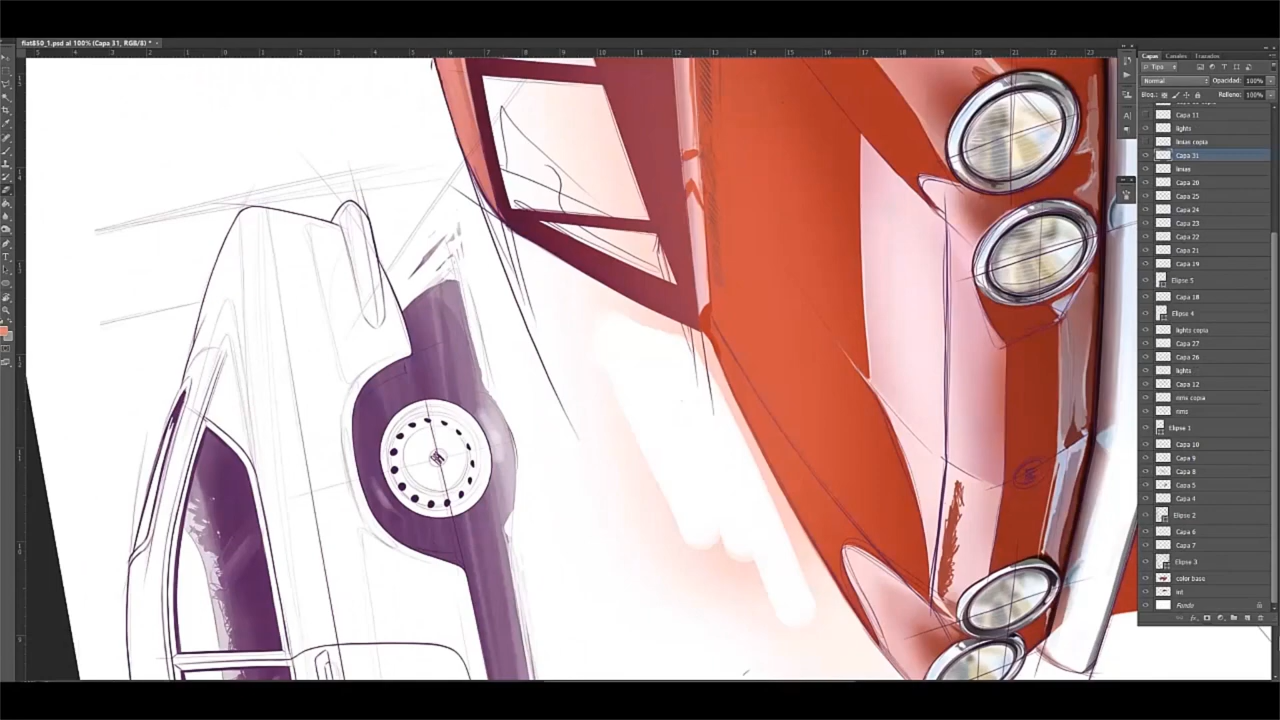 fiat850_1.psd al 100% (Capa 31, RGB/8) *
Capas Canales Trazados
Tipo
Normal Opacidad: 100%
Bloq.: Relleno: 100%
Capa 11
lights
linias copia
Capa 31
linias
Capa 20
Capa 25
Capa 24
Capa 23
Capa 22
Capa 21
Capa 19
Elipse 5
Capa 18
Elipse 4
lights copia
Capa 27
Capa 26
lights
Capa 12
rims copia
rims
Elipse 1
Capa 10
Capa 9
Capa 8
Capa 5
Capa 4
Elipse 2
Capa 6
Capa 7
Elipse 3
color base
int
Fondo